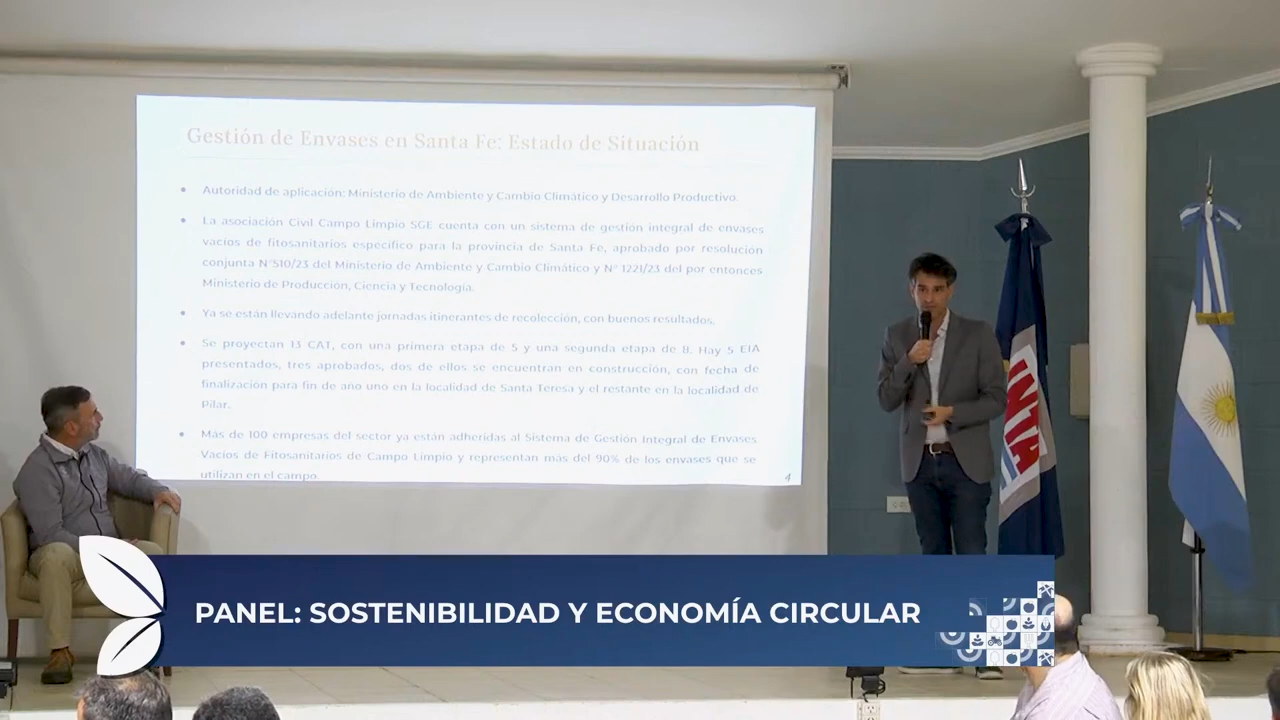 Gestión de Envases en Santa Fe: Estado de Situación
• Autoridad de aplicación: Ministerio de Ambiente y Cambio Climático y Desarrollo Productivo.
• La asociación Civil Campo Limpio SGE cuenta con un sistema de gestión integral de envases
vacíos de fitosanitarios específico para la provincia de Santa Fe, aprobado por resolución
conjunta N°510/23 del Ministerio de Ambiente y Cambio Climático y N° 1221/23 del por entonces
Ministerio de Producción, Ciencia y Tecnología.
• Ya se están llevando adelante jornadas itinerantes de recolección, con buenos resultados.
• Se proyectan 13 CAT, con una primera etapa de 5 y una segunda etapa de 8. Hay 5 EIA
presentados, tres aprobados, dos de ellos se encuentran en construcción, con fecha de
finalización para fin de año uno en la localidad de Santa Teresa y el restante en la localidad de
Pilar.
• Más de 100 empresas del sector ya están adheridas al Sistema de Gestión Integral de Envases
Vacíos de Fitosanitarios de Campo Limpio y representan más del 90% de los envases que se
utilizan en el campo.
4
INTA
PANEL: SOSTENIBILIDAD Y ECONOMÍA CIRCULAR